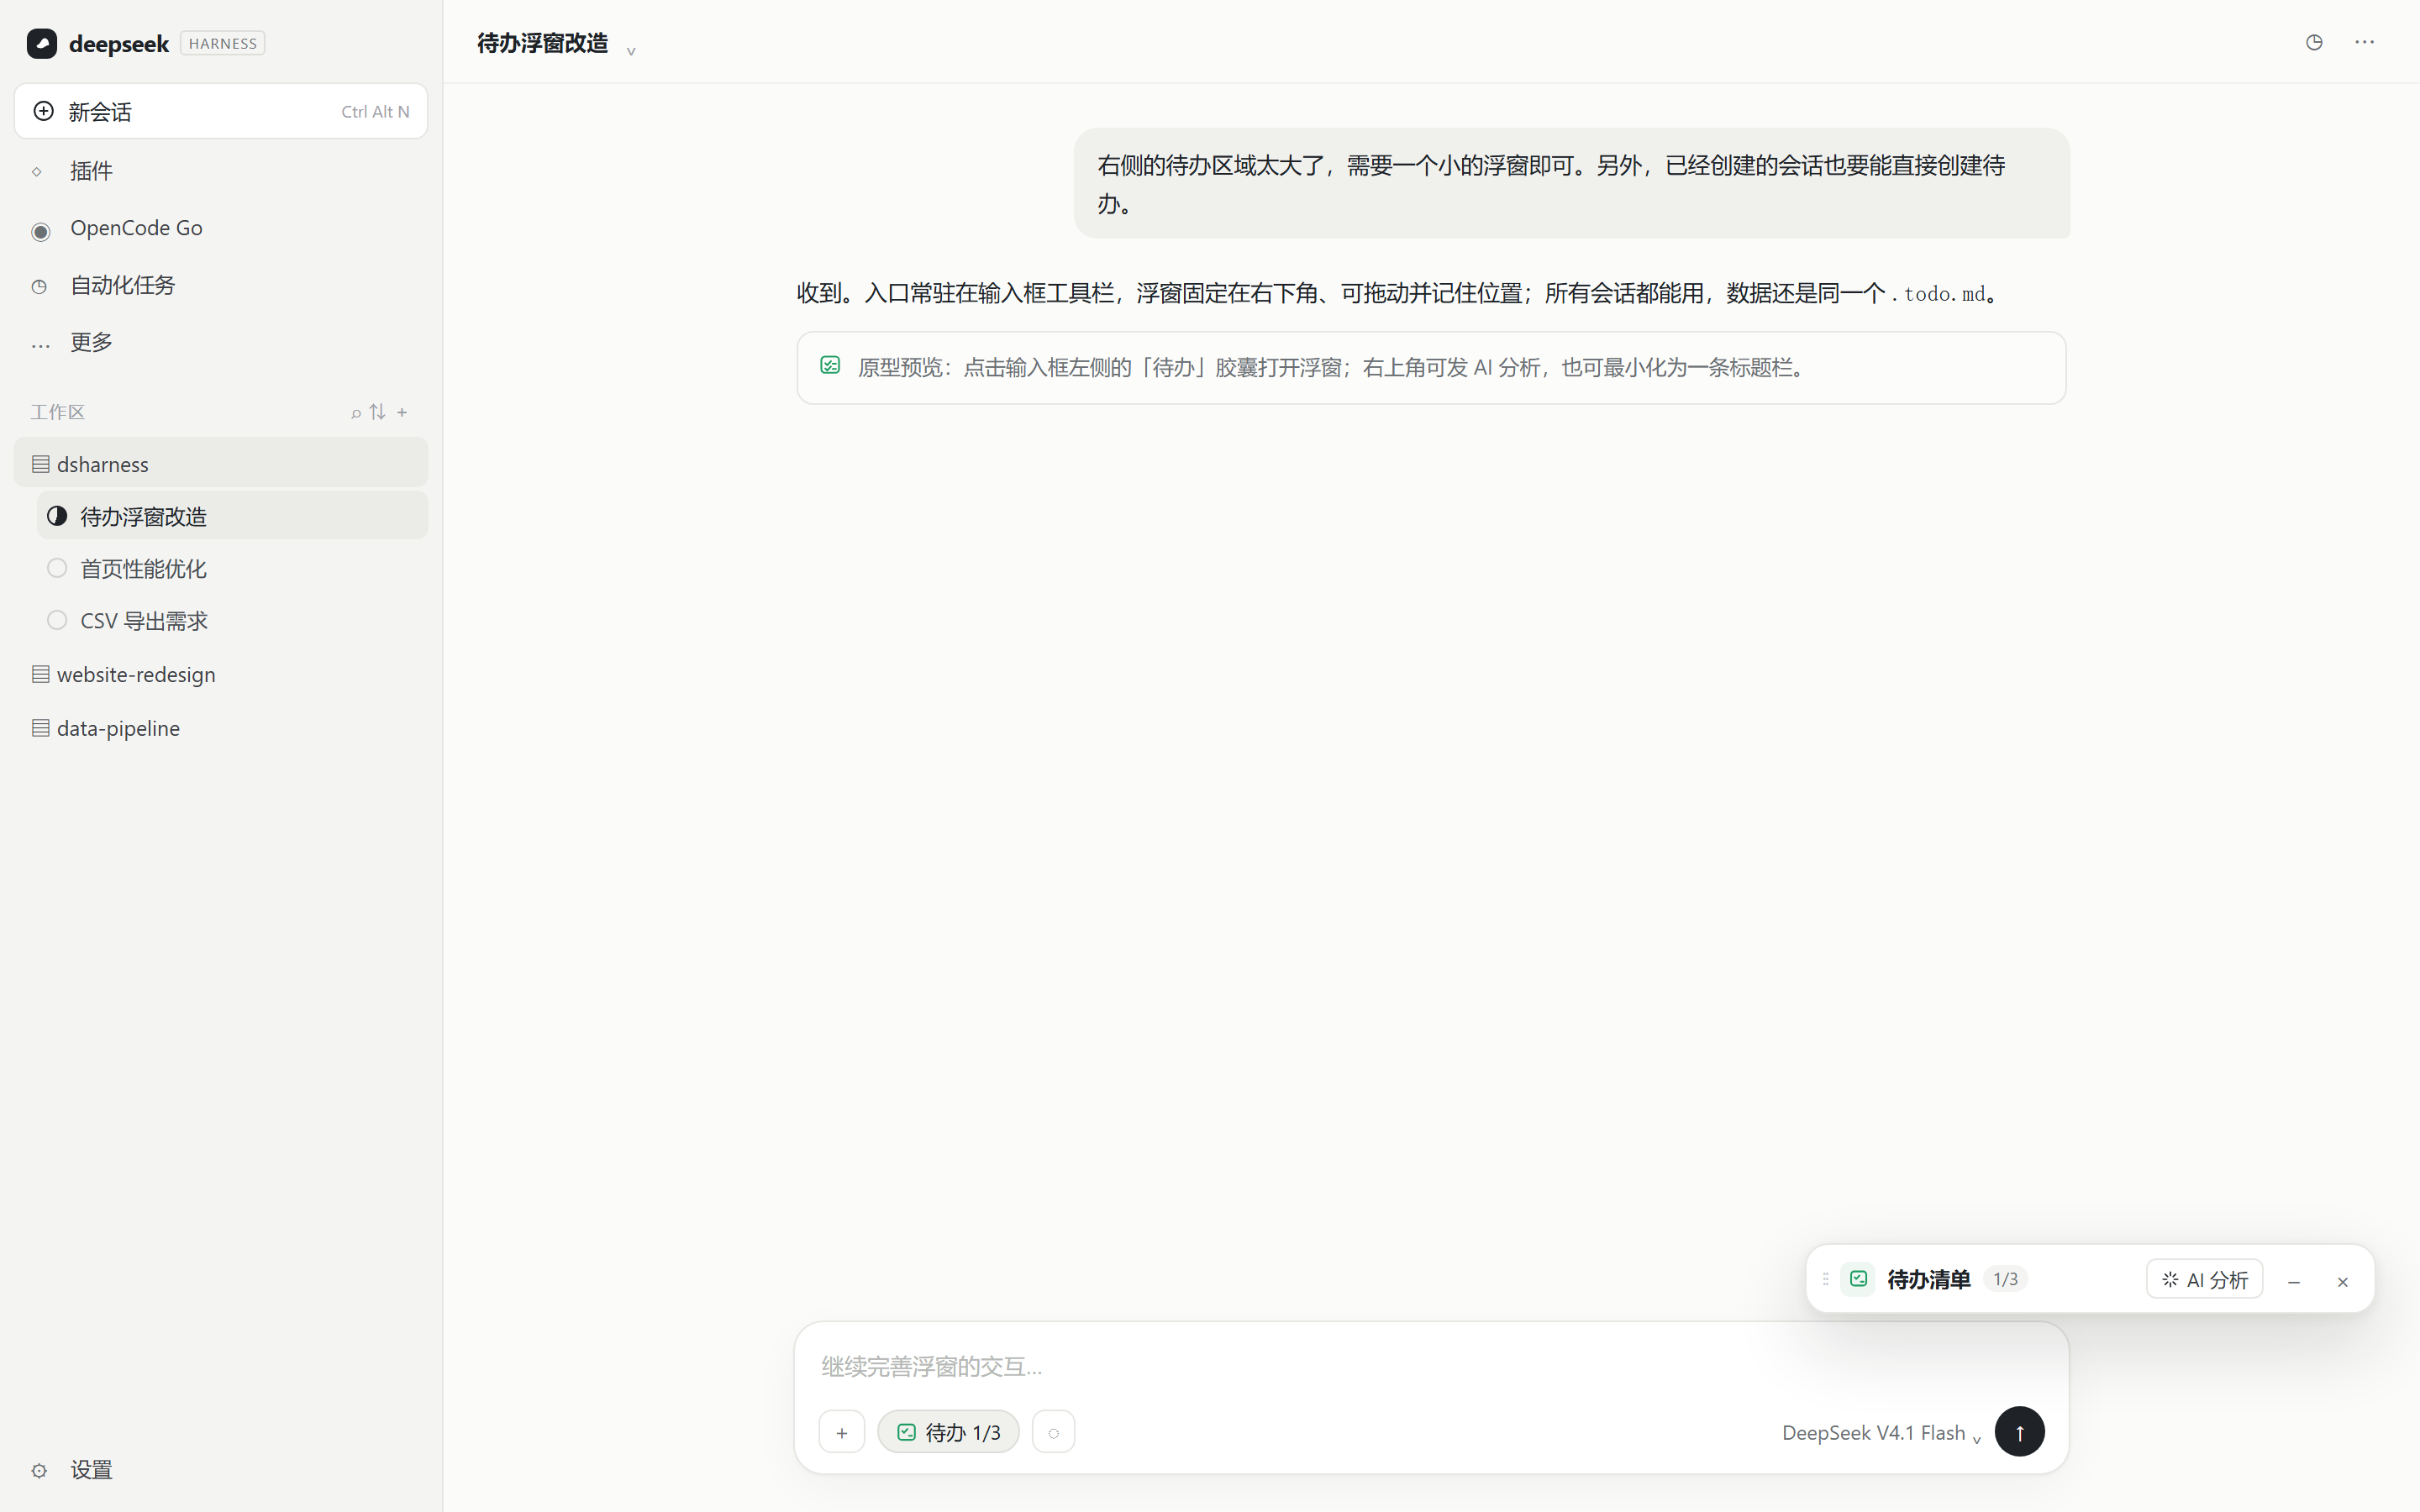 deepseek HARNESS
新会话 Ctrl Alt N
插件
OpenCode Go
自动化任务
更多
工作区
dsharness
待办浮窗改造
首页性能优化
CSV 导出需求
website-redesign
data-pipeline
设置
待办浮窗改造
右侧的待办区域太大了，需要一个小的浮窗即可。另外，已经创建的会话也要能直接创建待
办。
收到。入口常驻在输入框工具栏，浮窗固定在右下角、可拖动并记住位置；所有会话都能用，数据还是同一个 .todo.md。
原型预览：点击输入框左侧的「待办」胶囊打开浮窗；右上角可发 AI 分析，也可最小化为一条标题栏。
待办清单 1/3 AI 分析
继续完善浮窗的交互...
待办 1/3
DeepSeek V4.1 Flash